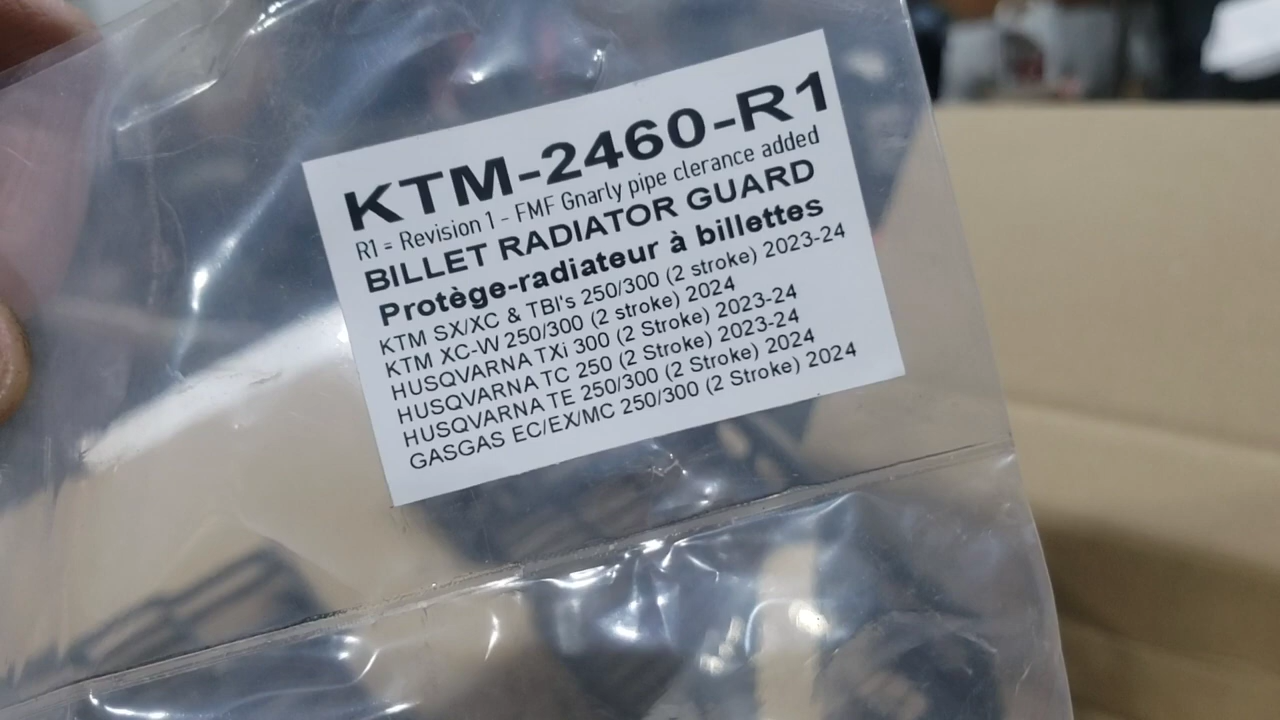 KTM-2460-R1
R1 = Revision 1 - FMF Gnarly pipe clerance added
BILLET RADIATOR GUARD
Protège-radiateur à billettes
KTM SX/XC & TBI's 250/300 (2 stroke) 2023-24
KTM XC-W 250/300 (2 stroke) 2024
HUSQVARNA TXi 300 (2 Stroke) 2023-24
HUSQVARNA TC 250 (2 Stroke) 2023-24
HUSQVARNA TE 250/300 (2 Stroke) 2024
GASGAS EC/EX/MC 250/300 (2 Stroke) 2024